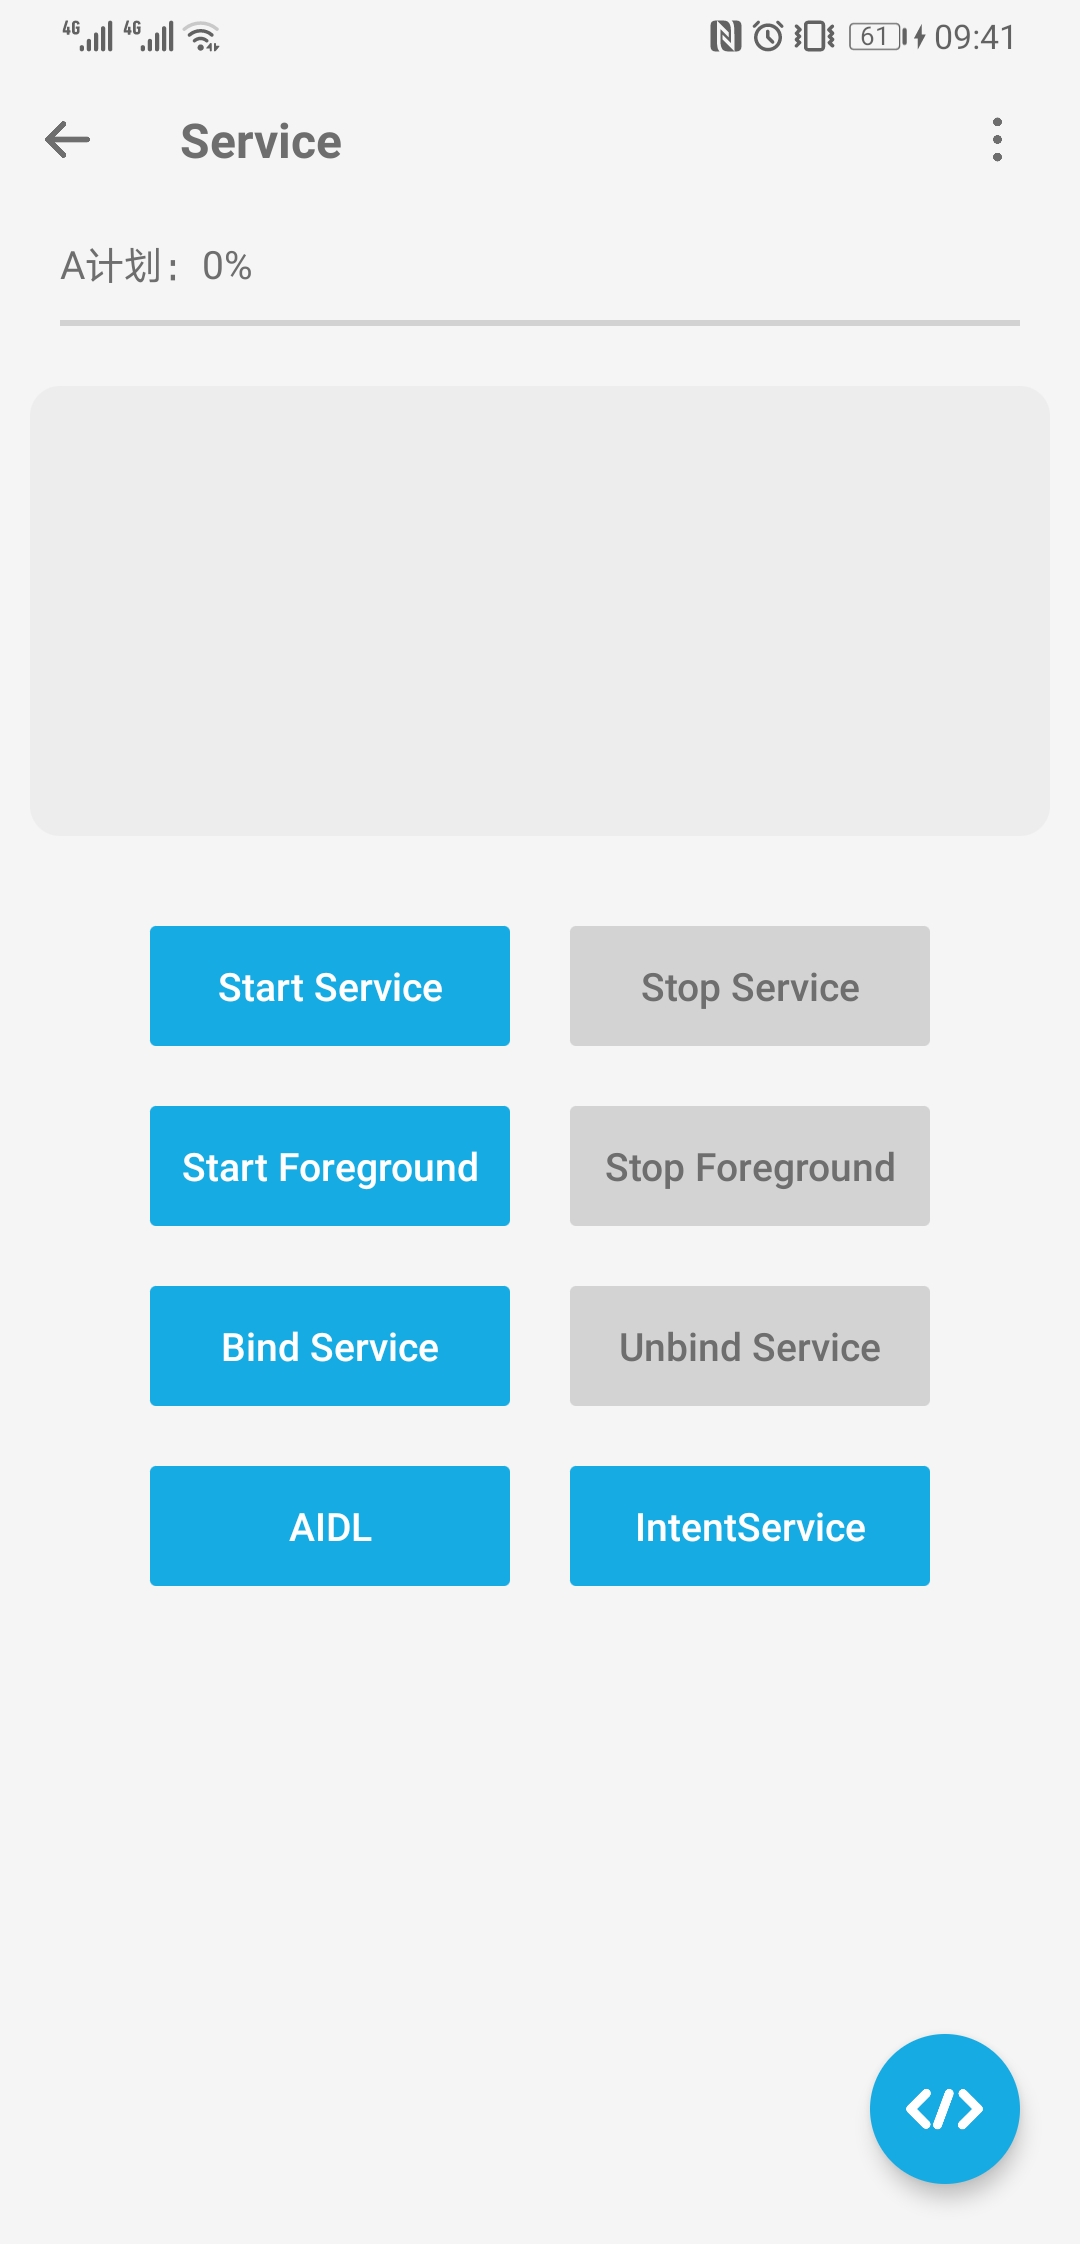 4G 4G 61 09:41
Service
A计划：0%
Start Service Stop Service
Start Foreground Stop Foreground
Bind Service Unbind Service
AIDL IntentService